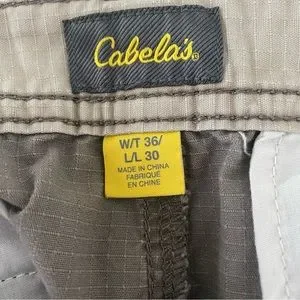 Cabela's®
W/T 36/
L/L 30
MADE IN CHINA
FABRIQUÉ
EN CHINE